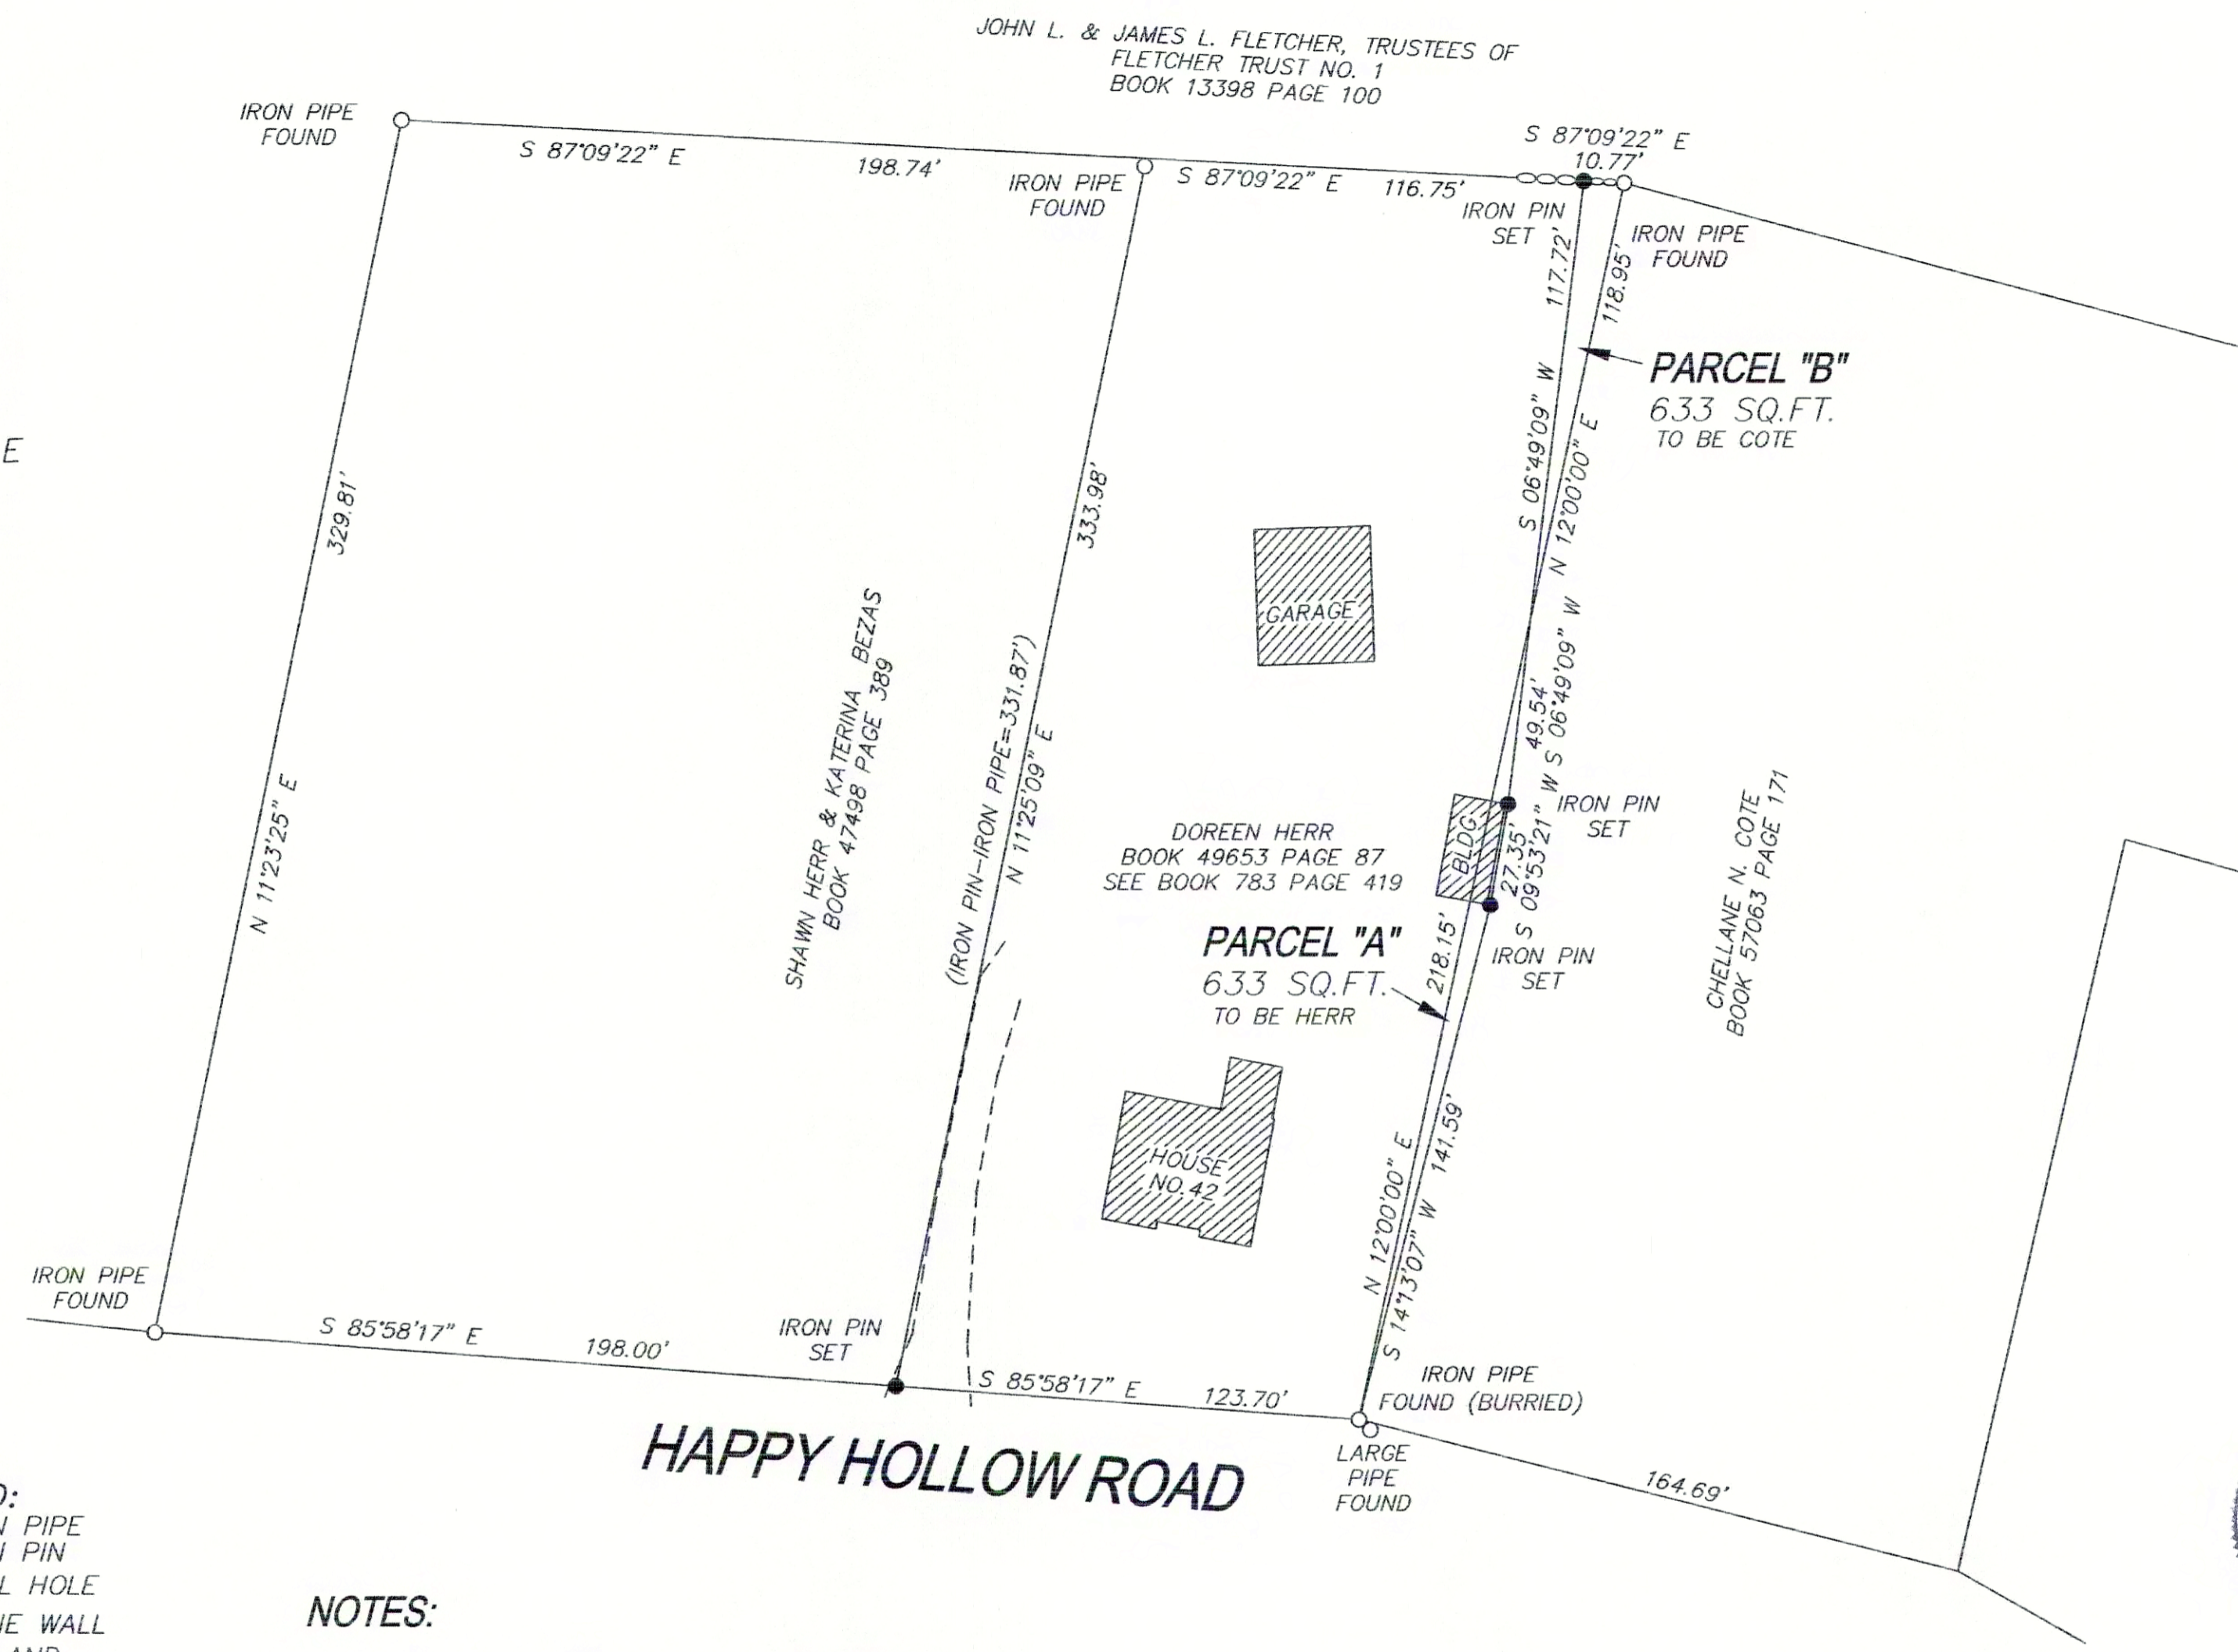 JOHN L. & JAMES L. FLETCHER, TRUSTEES OF
FLETCHER TRUST NO. 1
BOOK 13398 PAGE 100
IRON PIPE
FOUND
S 87°09'22" E
198.74'
IRON PIPE
FOUND
S 87°09'22" E
116.75'
S 87°09'22" E
10.77'
IRON PIN
SET
IRON PIPE
FOUND
117.72'
118.95'
PARCEL "B"
633 SQ.FT.
TO BE COTE
S 06°49'09" W
N 12°00'00" E
E
329.81'
N 11°23'25" E
333.98'
(IRON PIN-IRON PIPE=331.87')
N 11°25'09" E
SHAWN HERR & KATERINA BEZAS
BOOK 47498 PAGE 389
GARAGE
49.54'
S 06°49'09" W
BLDG.
27.35'
S 09°53'21" W
IRON PIN
SET
DOREEN HERR
BOOK 49653 PAGE 87
SEE BOOK 783 PAGE 419
CHELLANE N. COTE
BOOK 57063 PAGE 171
PARCEL "A"
633 SQ.FT.
TO BE HERR
218.15'
IRON PIN
SET
HOUSE
NO.42
N 12°00'00" E
141.59'
S 14°13'07" W
IRON PIPE
FOUND
S 85°58'17" E
198.00'
IRON PIN
SET
S 85°58'17" E
123.70'
IRON PIPE
FOUND (BURRIED)
LARGE
PIPE
FOUND
164.69'
HAPPY HOLLOW ROAD
PIPE
PIN
HOLE
WALL
NOTES: